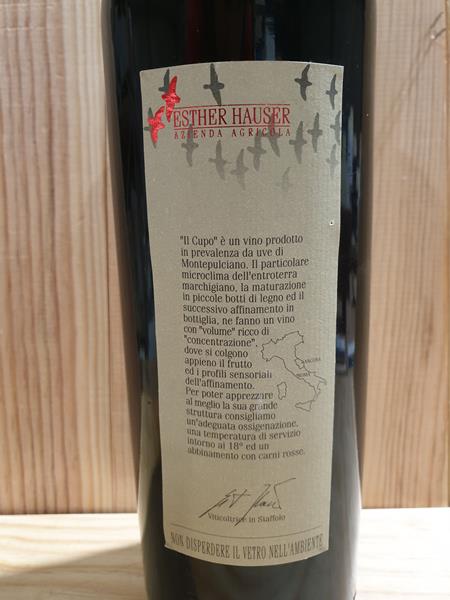 ESTHER HAUSER
AZIENDA AGRICOLA
"Il Cupo" è un vino prodotto
in prevalenza da uve di
Montepulciano. Il particolare
microclima dell'entroterra
marchigiano, la maturazione
in piccole botti di legno ed il
successivo affinamento in
bottiglia, ne fanno un vino
con "volume" ricco di
"concentrazione",
dove si colgono
appieno il frutto
ed i profili sensoriali
dell'affinamento.
Per poter apprezzare
al meglio la sua grande
struttura consigliamo
un'adeguata ossigenazione,
una temperatura di servizio
intorno ai 18° ed un
abbinamento con carni rosse.
ANCONA
Viticoltrice in Staffolo
NON DISPERDERE IL VETRO NELL'AMBIENTE